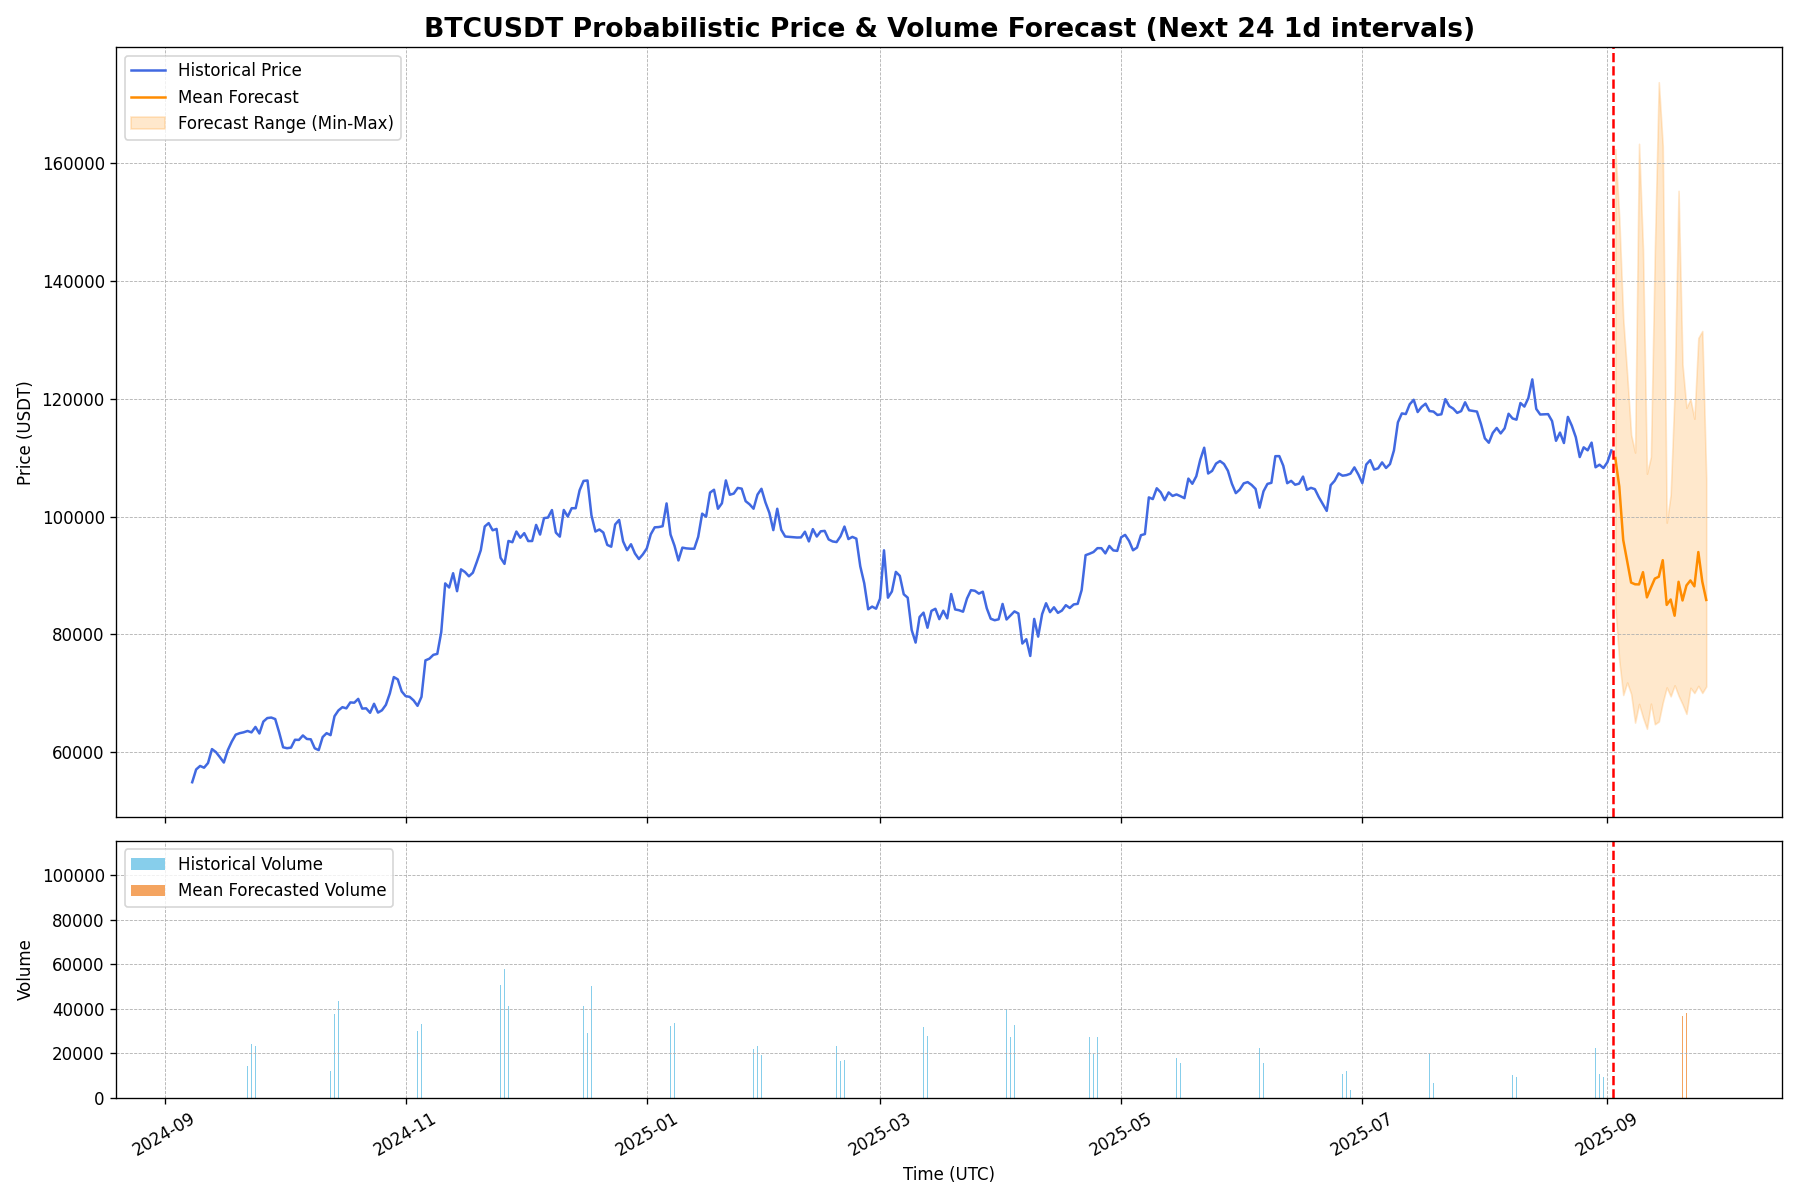 BTCUSDT Probabilistic Price & Volume Forecast (Next 24 1d intervals)
Historical Price
Mean Forecast
Forecast Range (Min-Max)
160000
140000
120000
100000
80000
60000
Price (USDT)
Historical Volume
Mean Forecasted Volume
100000
80000
60000
40000
20000
0
Volume
2024-09
2024-11
2025-01
2025-03
2025-05
2025-07
2025-09
Time (UTC)